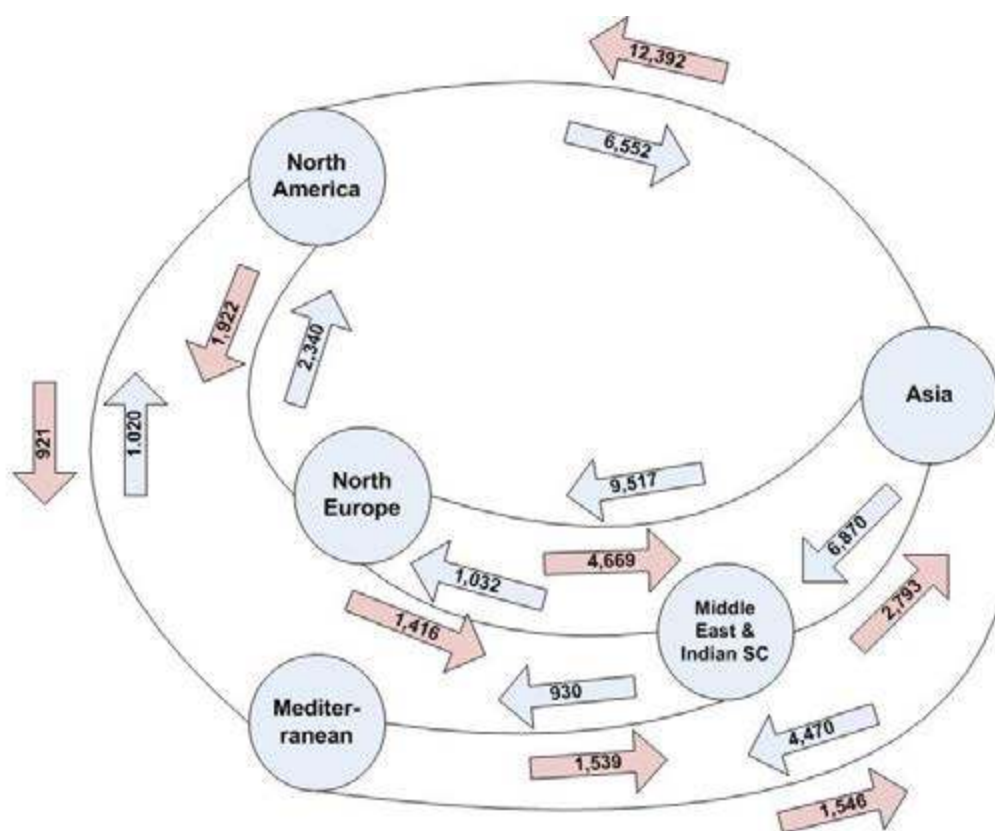 12,392
6,552
North
America
1,922
2,340
921
1.020
Asia
North
Europe
9,517
4,669
6,870
2,793
1,032
1,416
Middle
East &
Indian SC
930
Mediter-
ranean
1,539
4,470
1,546